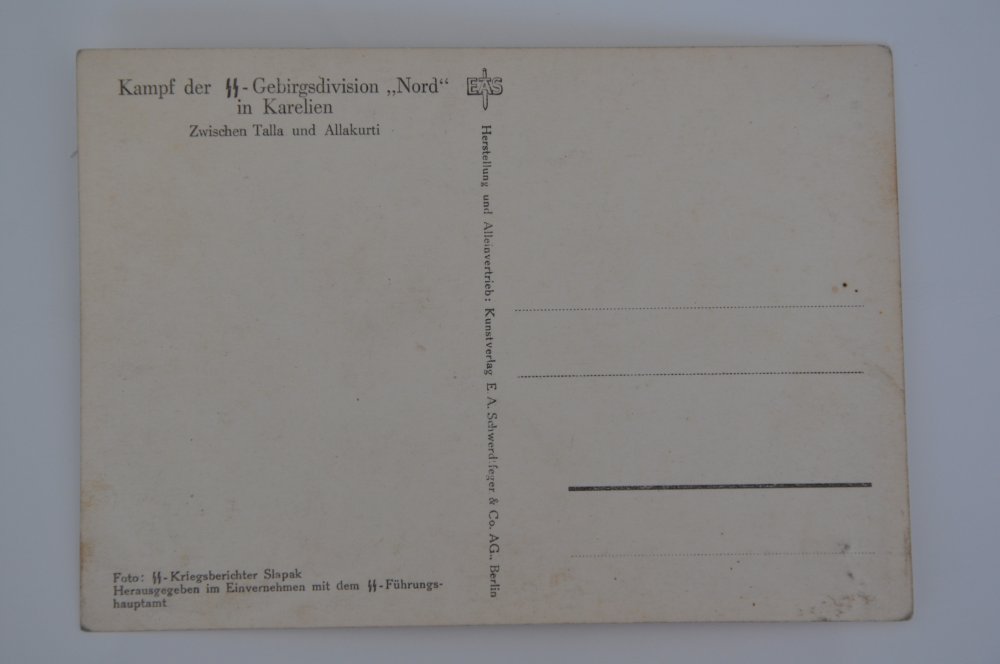 Kampf der ᛋᛋ-Gebirgsdivision „Nord“
in Karelien
Zwischen Talla und Allakurti
EAS
Herstellung und Alleinvertrieb: Kunstverlag E. A. Schwerdtfeger & Co. AG., Berlin
Foto: ᛋᛋ-Kriegsberichter Slapak
Herausgegeben im Einvernehmen mit dem ᛋᛋ-Führungs-
hauptamt